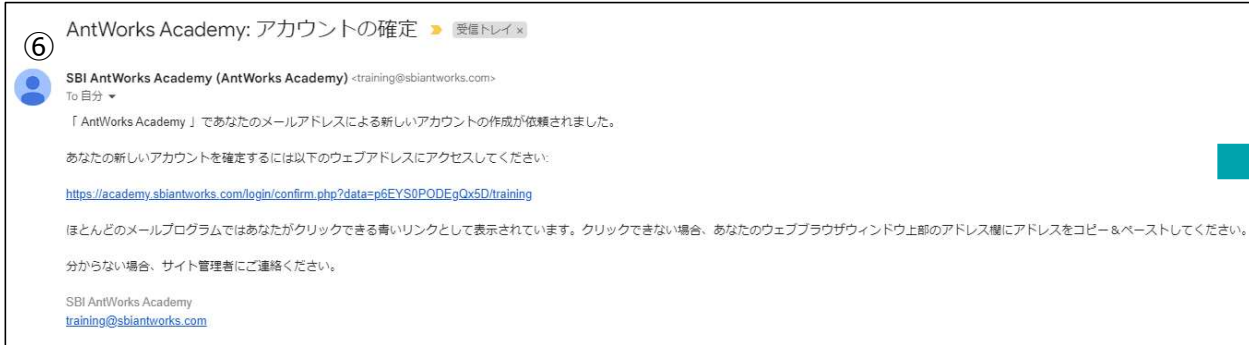 AntWorks Academy: アカウントの確定 受信トレイ ×
⑥
SBI AntWorks Academy (AntWorks Academy) <training@sbiantworks.com>
To 自分
「 AntWorks Academy 」であなたのメールアドレスによる新しいアカウントの作成が依頼されました。
あなたの新しいアカウントを確定するには以下のウェブアドレスにアクセスしてください:
https://academy.sbiantworks.com/login/confirm.php?data=p6EYS0PODEgQx5D/training
ほとんどのメールプログラムではあなたがクリックできる青いリンクとして表示されています。クリックできない場合、あなたのウェブブラウザウィンドウ上部のアドレス欄にアドレスをコピー＆ペーストしてください。
分からない場合、サイト管理者にご連絡ください。
SBI AntWorks Academy
training@sbiantworks.com